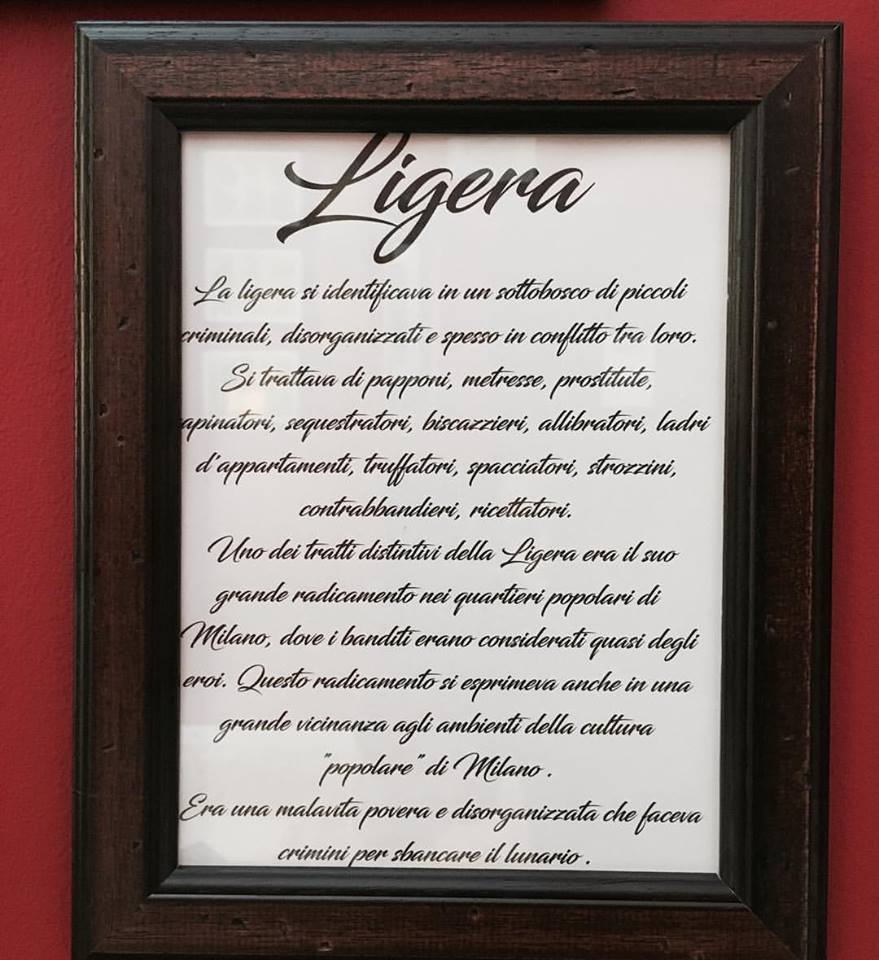 Ligera
La ligera si identificava in un sottobosco di piccoli
criminali, disorganizzati e spesso in conflitto tra loro.
Si trattava di papponi, metresse, prostitute,
apinatori, sequestratori, biscazzieri, allibratori, ladri
d'appartamenti, truffatori, spacciatori, strozzini,
contrabbandieri, ricettatori.
Uno dei tratti distintivi della Ligera era il suo
grande radicamento nei quartieri popolari di
Milano, dove i banditi erano considerati quasi degli
eroi. Questo radicamento si esprimeva anche in una
grande vicinanza agli ambienti della cultura
"popolare" di Milano .
Era una malavita povera e disorganizzata che faceva
crimini per sbancare il lunario .